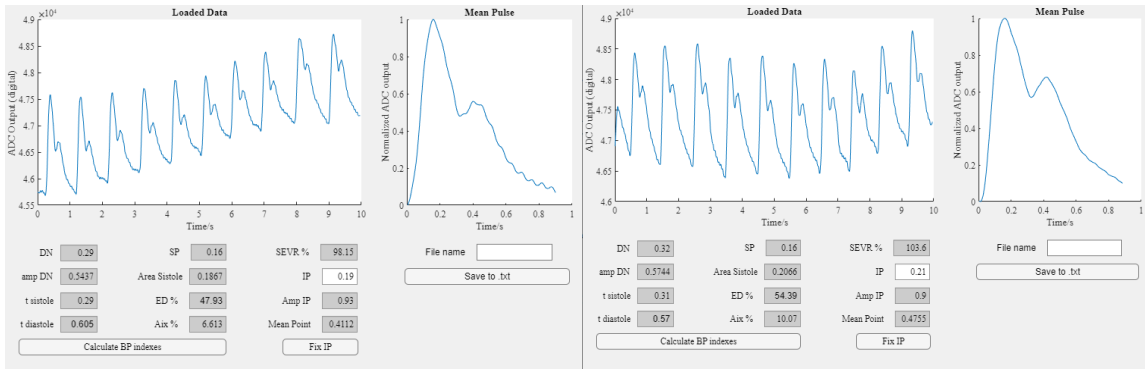 Loaded Data
×10^4
4.9
4.85
4.8
4.75
4.7
4.65
4.6
4.55
ADC Output (digital)
0 1 2 3 4 5 6 7 8 9 10
Time/s
Mean Pulse
1
0.8
0.6
0.4
0.2
0
Normalized ADC output
0 0.2 0.4 0.6 0.8 1
Time/s
DN 0.29 SP 0.16 SEVR % 98.15
amp DN 0.5437 Area Sistole 0.1867 IP 0.19
t sistole 0.29 ED % 47.93 Amp IP 0.93
t diastole 0.605 Aix % 6.613 Mean Point 0.4112
Calculate BP indexes Fix IP
File name
Save to .txt
Loaded Data
×10^4
4.9
4.85
4.8
4.75
4.7
4.65
4.6
ADC Output (digital)
0 1 2 3 4 5 6 7 8 9 10
Time/s
Mean Pulse
1
0.8
0.6
0.4
0.2
0
Normalized ADC output
0 0.2 0.4 0.6 0.8 1
Time/s
DN 0.32 SP 0.16 SEVR % 103.6
amp DN 0.5744 Area Sistole 0.2066 IP 0.21
t sistole 0.31 ED % 54.39 Amp IP 0.9
t diastole 0.57 Aix % 10.07 Mean Point 0.4755
Calculate BP indexes Fix IP
File name
Save to .txt